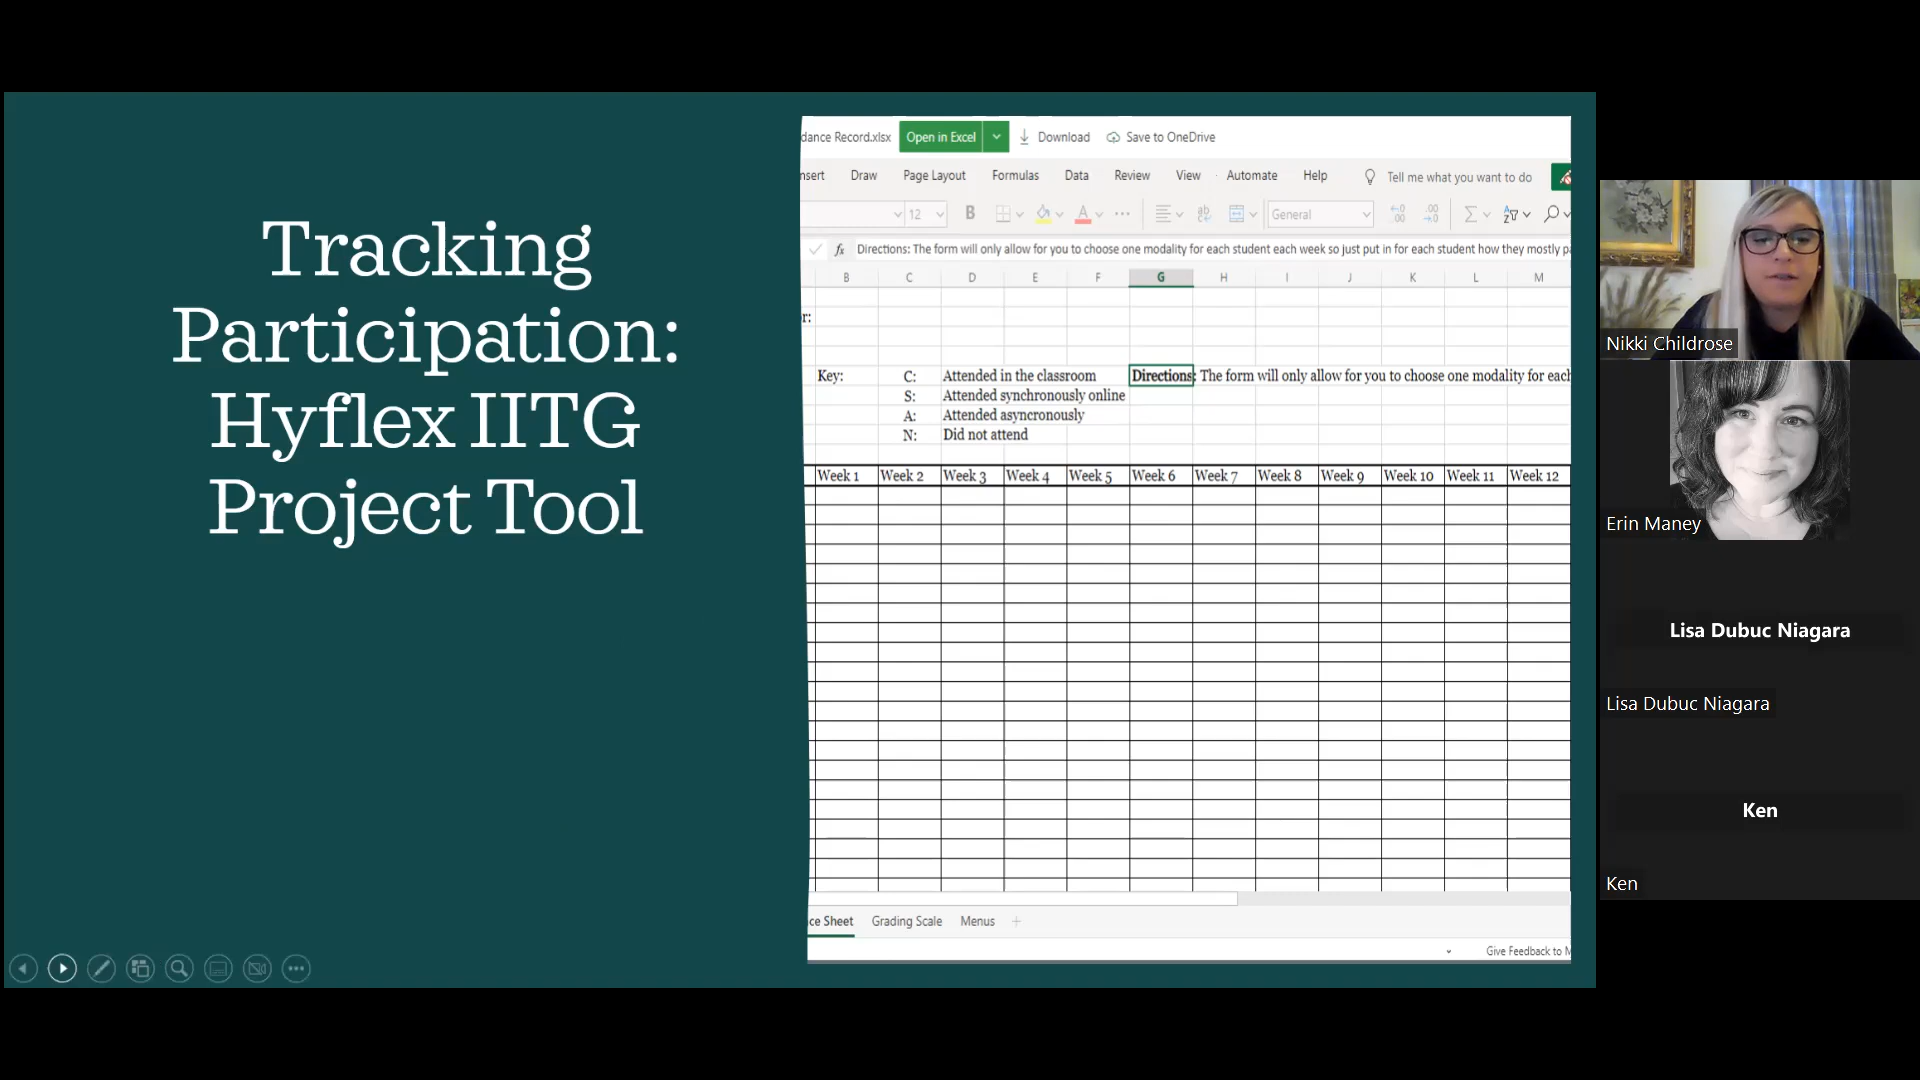 Tracking
Participation:
Hyflex IITG
Project Tool
dance Record.xlsx Open in Excel Download Save to OneDrive
nsert Draw Page Layout Formulas Data Review View Automate Help Tell me what you want to do
12 B A General
fx Directions: The form will only allow for you to choose one modality for each student each week so just put in for each student how they mostly pa
B C D E F G H I J K L M
r:
Key: C: Attended in the classroom Directions: The form will only allow for you to choose one modality for each
S: Attended synchronously online
A: Attended asyncronously
N: Did not attend
Week 1 Week 2 Week 3 Week 4 Week 5 Week 6 Week 7 Week 8 Week 9 Week 10 Week 11 Week 12
ce Sheet Grading Scale Menus
Give Feedback to M
Nikki Childrose
Erin Maney
Lisa Dubuc Niagara
Lisa Dubuc Niagara
Ken
Ken